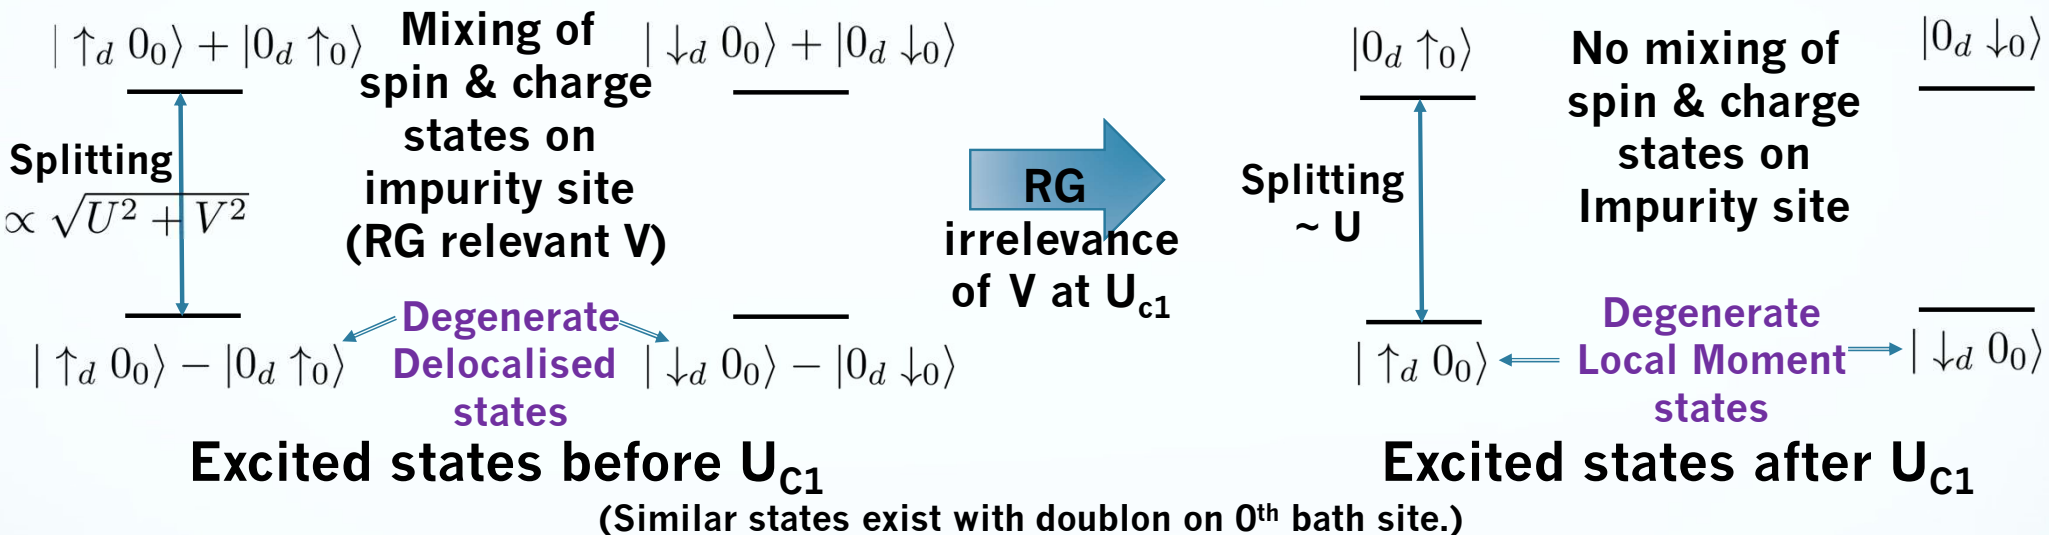 | ↑d 00⟩ + |0d ↑0⟩
Mixing of
spin & charge
states on
impurity site
(RG relevant V)
| ↓d 00⟩ + |0d ↓0⟩
Splitting
∝ √U² + V²
| ↑d 00⟩ − |0d ↑0⟩
Degenerate
Delocalised
states
| ↓d 00⟩ − |0d ↓0⟩
Excited states before UC1
RG
irrelevance
of V at Uc1
|0d ↑0⟩
No mixing of
spin & charge
states on
Impurity site
|0d ↓0⟩
Splitting
~ U
| ↑d 00⟩
Degenerate
Local Moment
states
| ↓d 00⟩
Excited states after UC1
(Similar states exist with doublon on 0th bath site.)